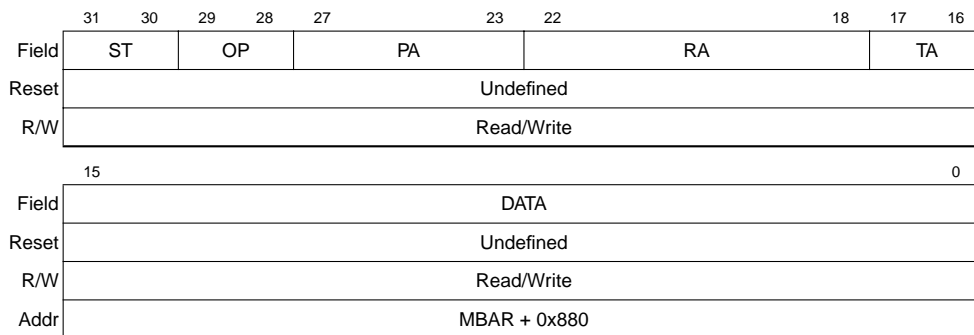 31 30 29 28 27 23 22 18 17 16
Field ST OP PA RA TA
Reset Undefined
R/W Read/Write
15 0
Field DATA
Reset Undefined
R/W Read/Write
Addr MBAR + 0x880